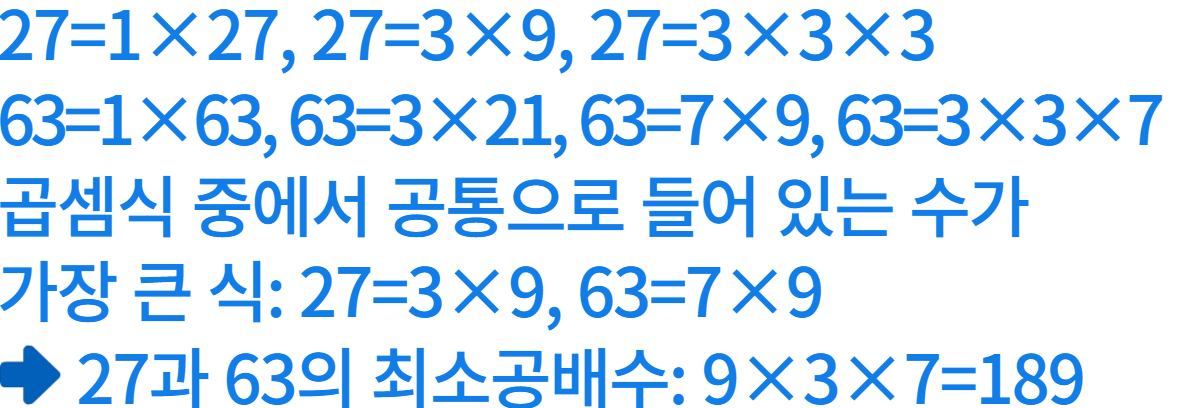 27=1×27, 27=3×9, 27=3×3×3
63=1×63, 63=3×21, 63=7×9, 63=3×3×7
곱셈식 중에서 공통으로 들어 있는 수가
가장 큰 식: 27=3×9, 63=7×9
➡ 27과 63의 최소공배수: 9×3×7=189